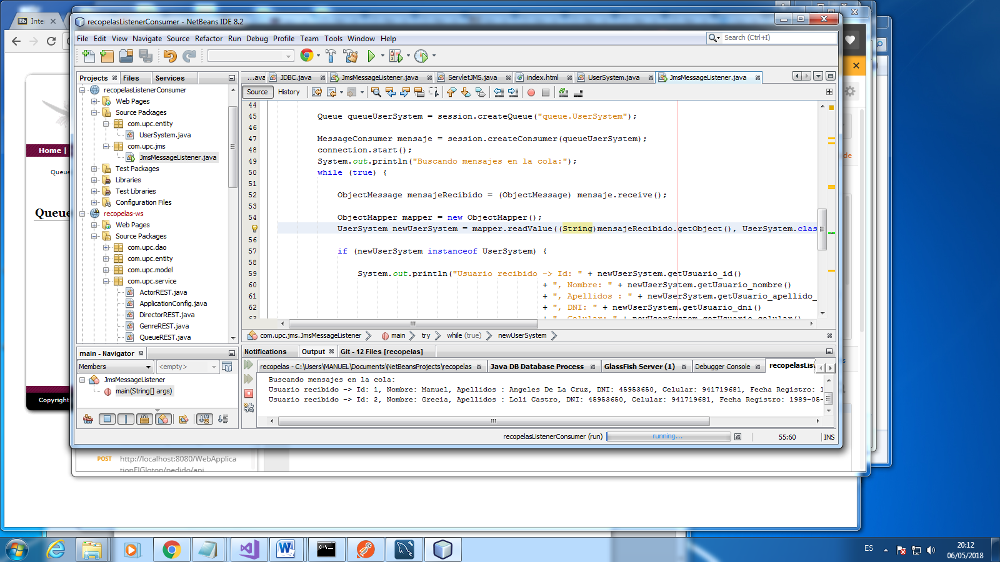 Inte
recopelasListenerConsumer - NetBeans IDE 8.2
File Edit View Navigate Source Refactor Run Debug Profile Team Tools Window Help
Search (Ctrl+I)
Projects Files Services
...ava JDBC.java JmsMessageListener.java ServletJMS.java index.html UserSystem.java JmsMessageListener.java
Source History
recopelasListenerConsumer
Web Pages
Source Packages
com.upc.entity
UserSystem.java
com.upc.jms
JmsMessageListener.java
Test Packages
Libraries
Test Libraries
Configuration Files
recopelas-ws
Web Pages
Source Packages
com.upc.dao
com.upc.entity
com.upc.model
com.upc.service
ActorREST.java
ApplicationConfig.java
DirectorREST.java
GenreREST.java
QueueREST.java
44
45 Queue queueUserSystem = session.createQueue("queue.UserSystem");
46
47 MessageConsumer mensaje = session.createConsumer(queueUserSystem);
48 connection.start();
49 System.out.println("Buscando mensajes en la cola:");
50 while (true) {
51
52 ObjectMessage mensajeRecibido = (ObjectMessage) mensaje.receive();
53
54 ObjectMapper mapper = new ObjectMapper();
UserSystem newUserSystem = mapper.readValue((String)mensajeRecibido.getObject(), UserSystem.clas
56
57 if (newUserSystem instanceof UserSystem) {
58
59 System.out.println("Usuario recibido -> Id: " + newUserSystem.getUsuario_id()
60 + ", Nombre: " + newUserSystem.getUsuario_nombre()
61 + ", Apellidos : " + newUserSystem.getUsuario_apellido_
62 + ", DNI: " + newUserSystem.getUsuario_dni()
63 + ", Celular: " + newUserSystem.getUsuario_celular()
com.upc.jms.JmsMessageListener main try while (true) newUserSystem
main - Navigator
Members <empty>
JmsMessageListener
main(String[] args)
Notifications Output Git - 12 Files [recopelas]
recopelas - C:\Users\MANUEL\Documents\NetBeansProjects\recopelas Java DB Database Process GlassFish Server (1) Debugger Console recopelasLis
Buscando mensajes en la cola:
Usuario recibido -> Id: 1, Nombre: Manuel, Apellidos : Angeles De La Cruz, DNI: 45953650, Celular: 941719681, Fecha Registro: 1
Usuario recibido -> Id: 2, Nombre: Grecia, Apellidos : Loli Castro, DNI: 45953650, Celular: 941719681, Fecha Registro: 1989-05-
recopelasListenerConsumer (run) running... 55:60 INS
Home |
Queue
Queue
Copyright
de
s
POST http://localhost:8080/WebApplica
tionElGloton/pedido/api
ES
20:12
06/05/2018